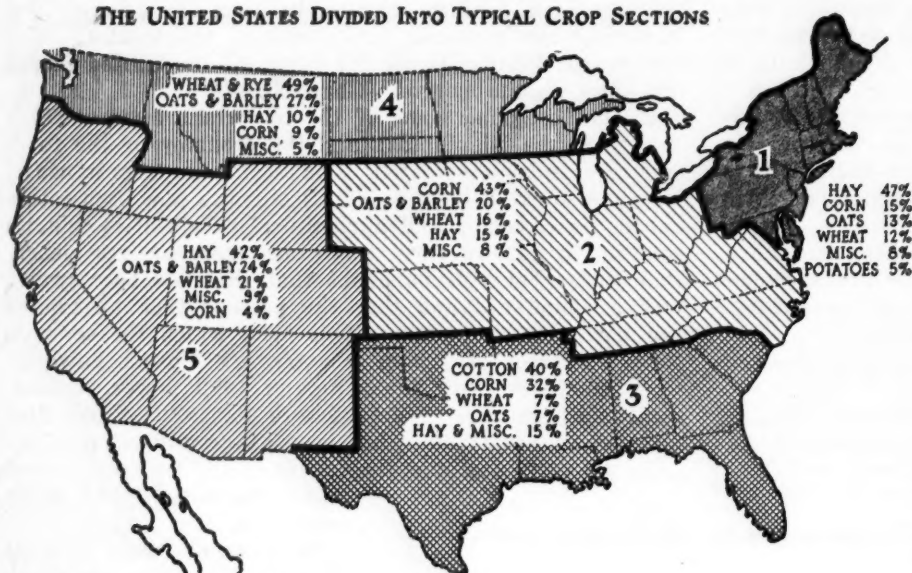 THE UNITED STATES DIVIDED INTO TYPICAL CROP SECTIONS
WHEAT & RYE 49%
OATS & BARLEY 27%
HAY 10%
CORN 9%
MISC. 5%
4
1
HAY 47%
CORN 15%
OATS 13%
WHEAT 12%
MISC. 8%
POTATOES 5%
CORN 43%
OATS & BARLEY 20%
WHEAT 16%
HAY 15%
MISC. 8%
2
HAY 42%
OATS & BARLEY 24%
WHEAT 21%
MISC. 9%
CORN 4%
5
COTTON 40%
CORN 32%
WHEAT 7%
OATS 7%
HAY & MISC. 15%
3